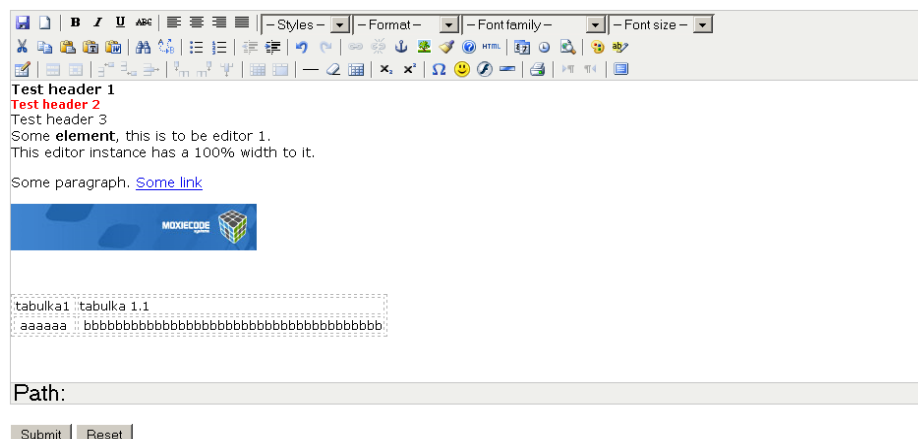 B I U ABC – Styles – – Format – – Font family – – Font size –
HTML
Test header 1
Test header 2
Test header 3
Some element, this is to be editor 1.
This editor instance has a 100% width to it.
Some paragraph. Some link
MOXIECODE
tabulka1 tabulka 1.1
aaaaaa bbbbbbbbbbbbbbbbbbbbbbbbbbbbbbbbbbbbbb
Path:
Submit Reset